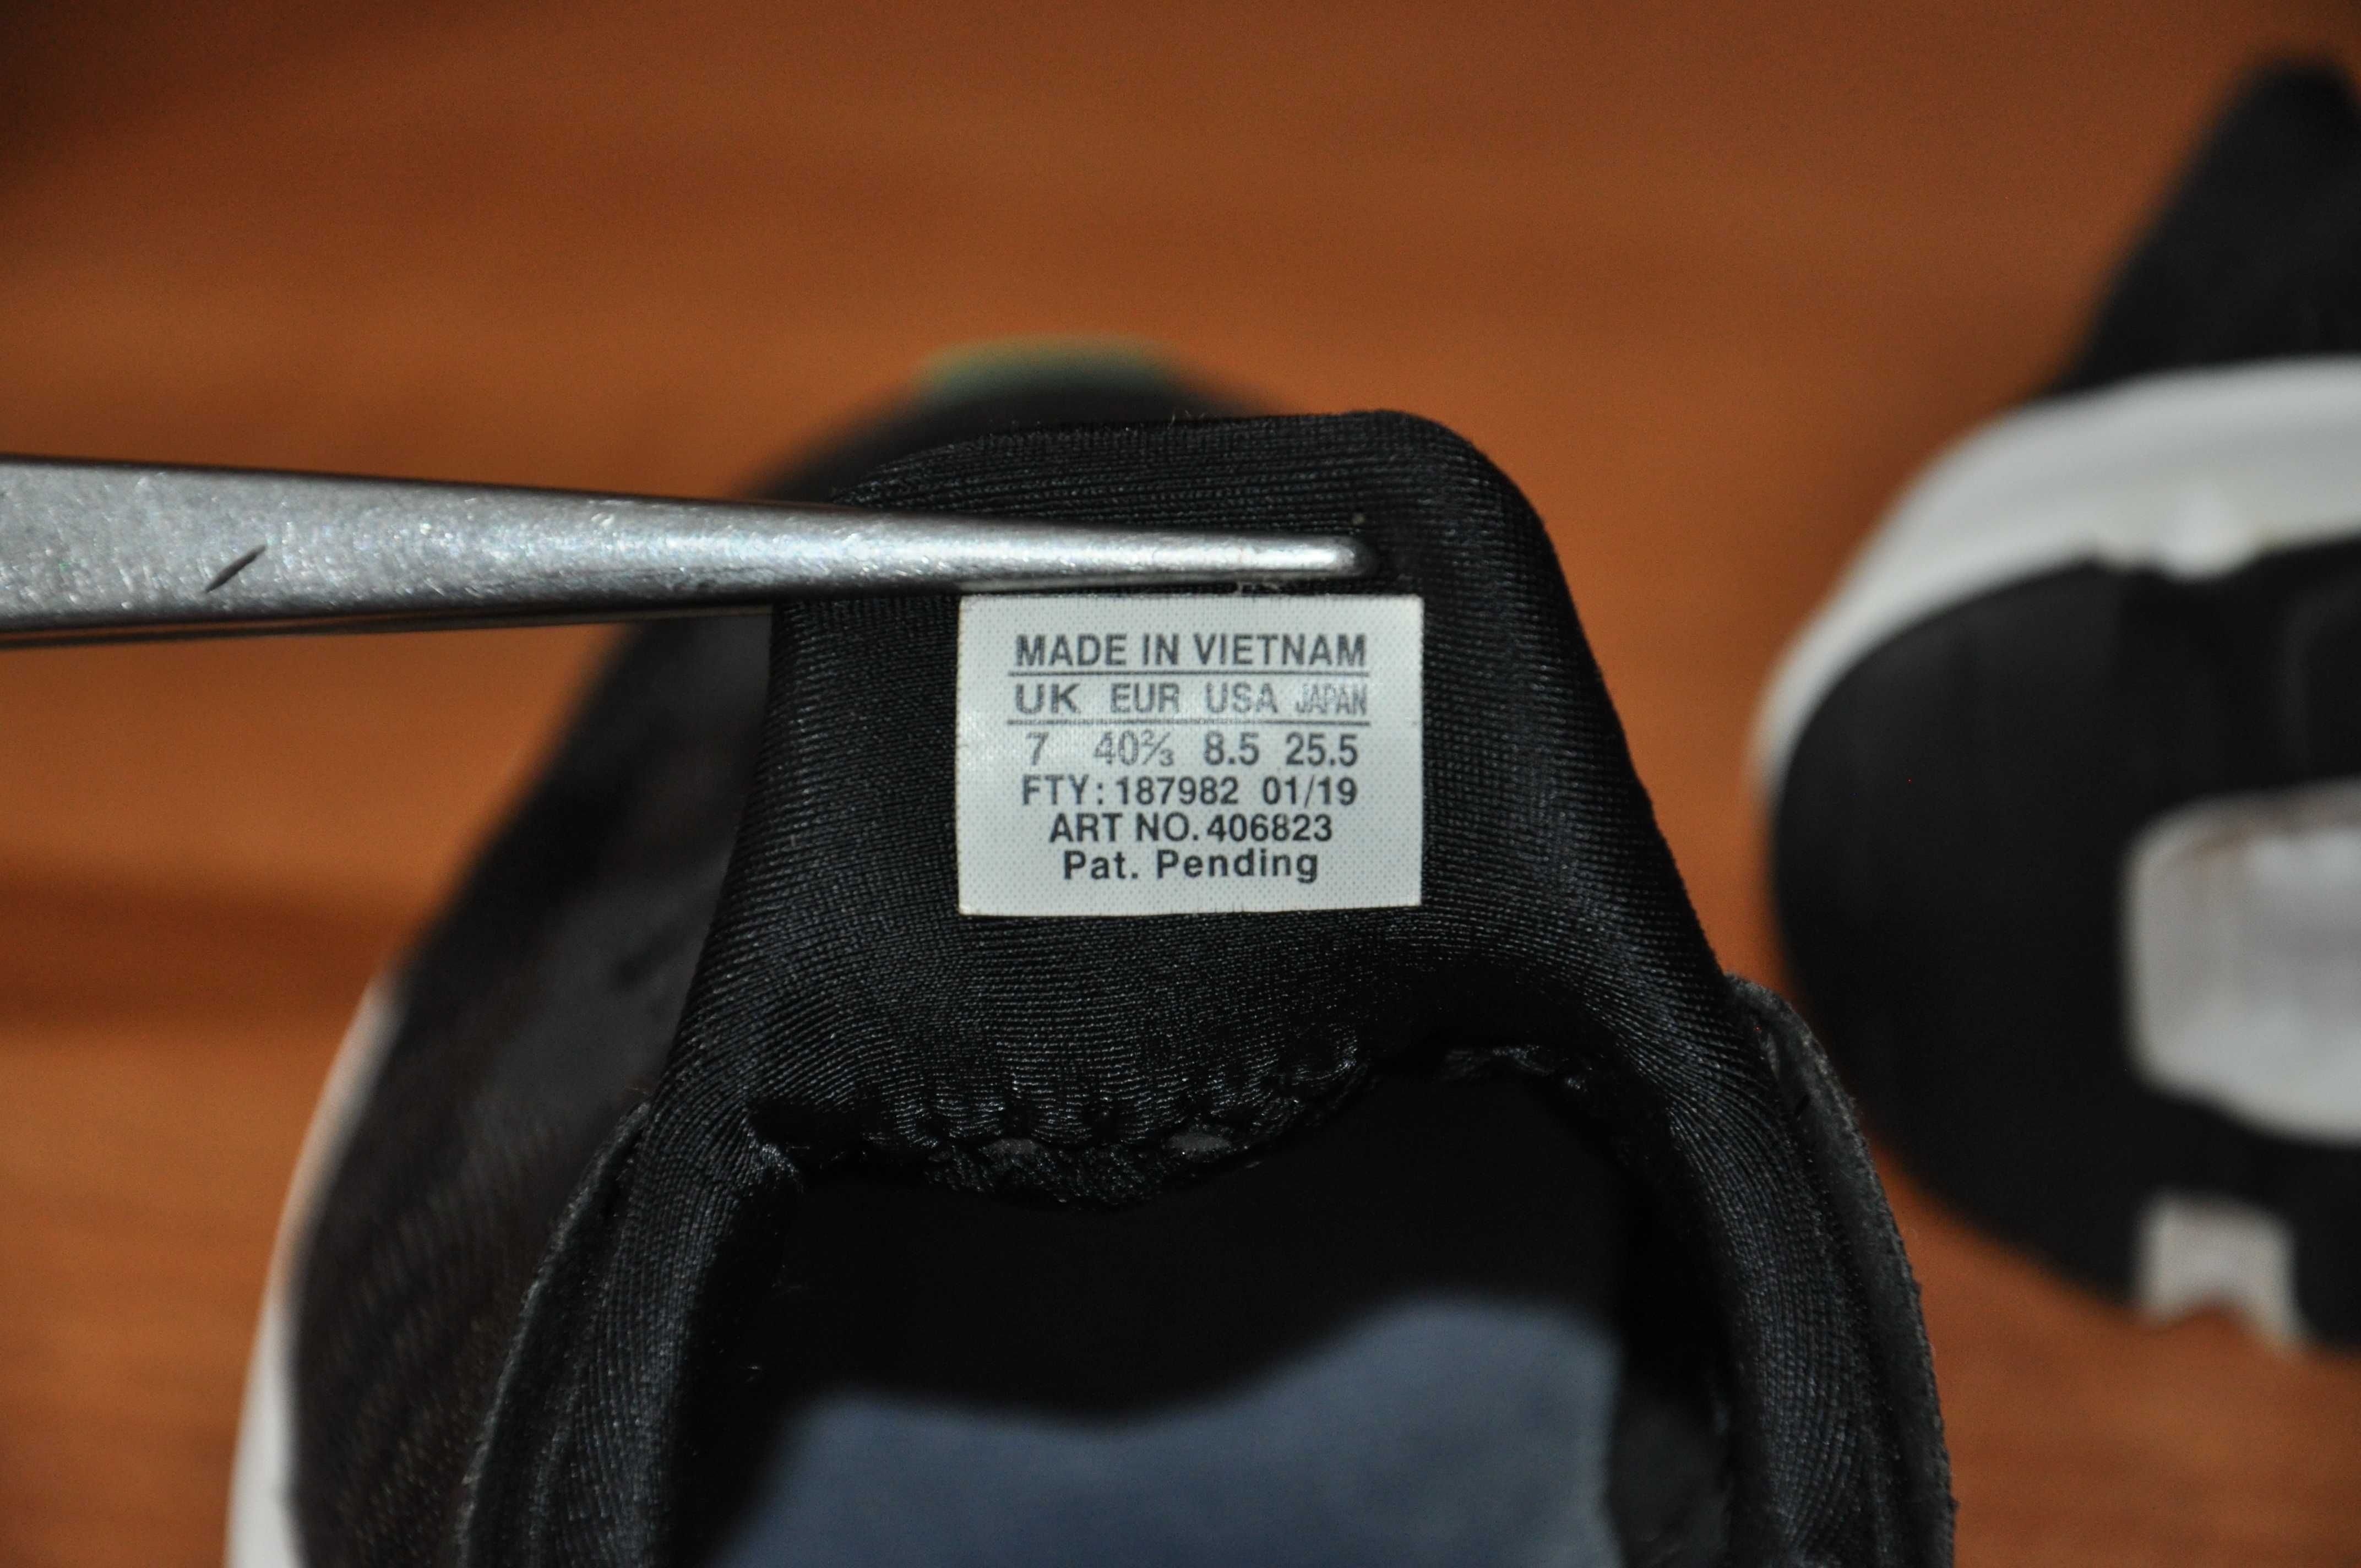 MADE IN VIETNAM
UK EUR USA JAPAN
7 40⅔ 8.5 25.5
FTY: 187982 01/19
ART NO. 406823
Pat. Pending